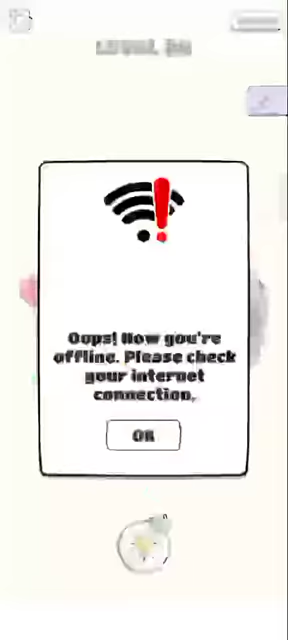 Oops! Now you're
offline. Please check
your internet
connection.
OK